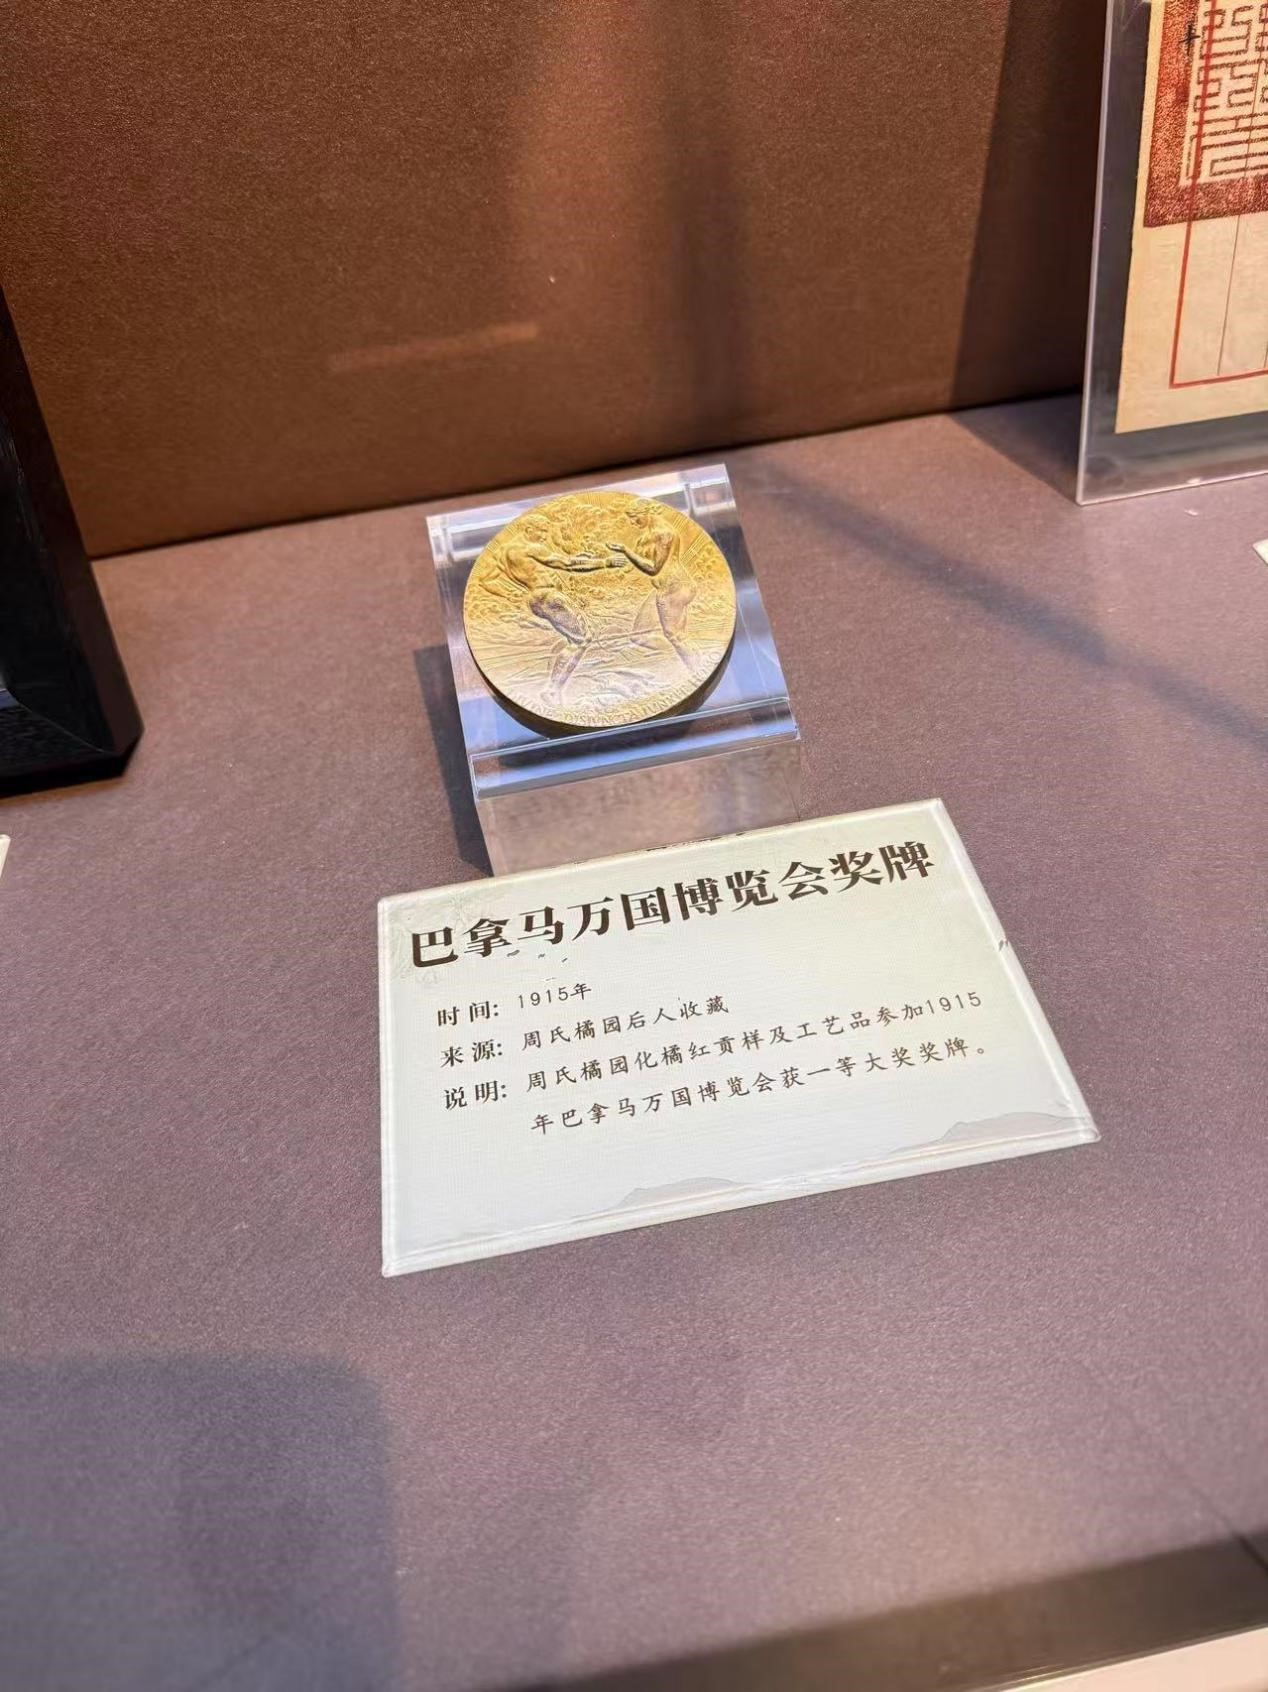 DISJUNCTA
巴拿马万国博览会奖牌
时间: 1915年
来源: 周氏橘园后人收藏
说明: 周氏橘园化橘红贡样及工艺品参加1915
年巴拿马万国博览会获一等大奖奖牌。